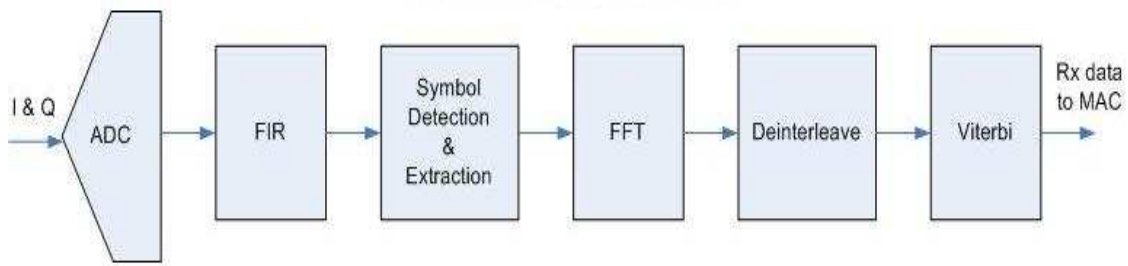 I & Q
ADC
FIR
Symbol
Detection
&
Extraction
FFT
Deinterleave
Viterbi
Rx data
to MAC